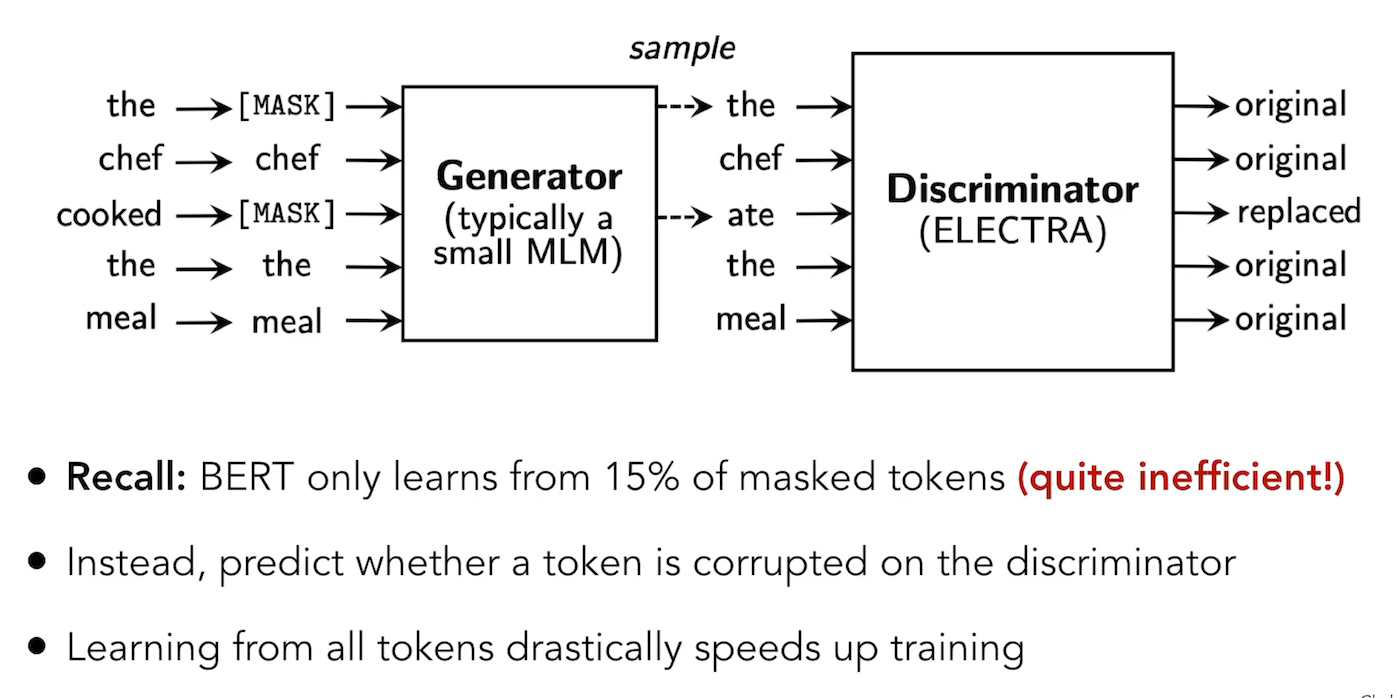 sample
the [MASK] the original
chef chef Generator chef Discriminator original
cooked [MASK] (typically a ate (ELECTRA) replaced
the the small MLM) the original
meal meal meal original
• Recall: BERT only learns from 15% of masked tokens (quite inefficient!)
• Instead, predict whether a token is corrupted on the discriminator
• Learning from all tokens drastically speeds up training